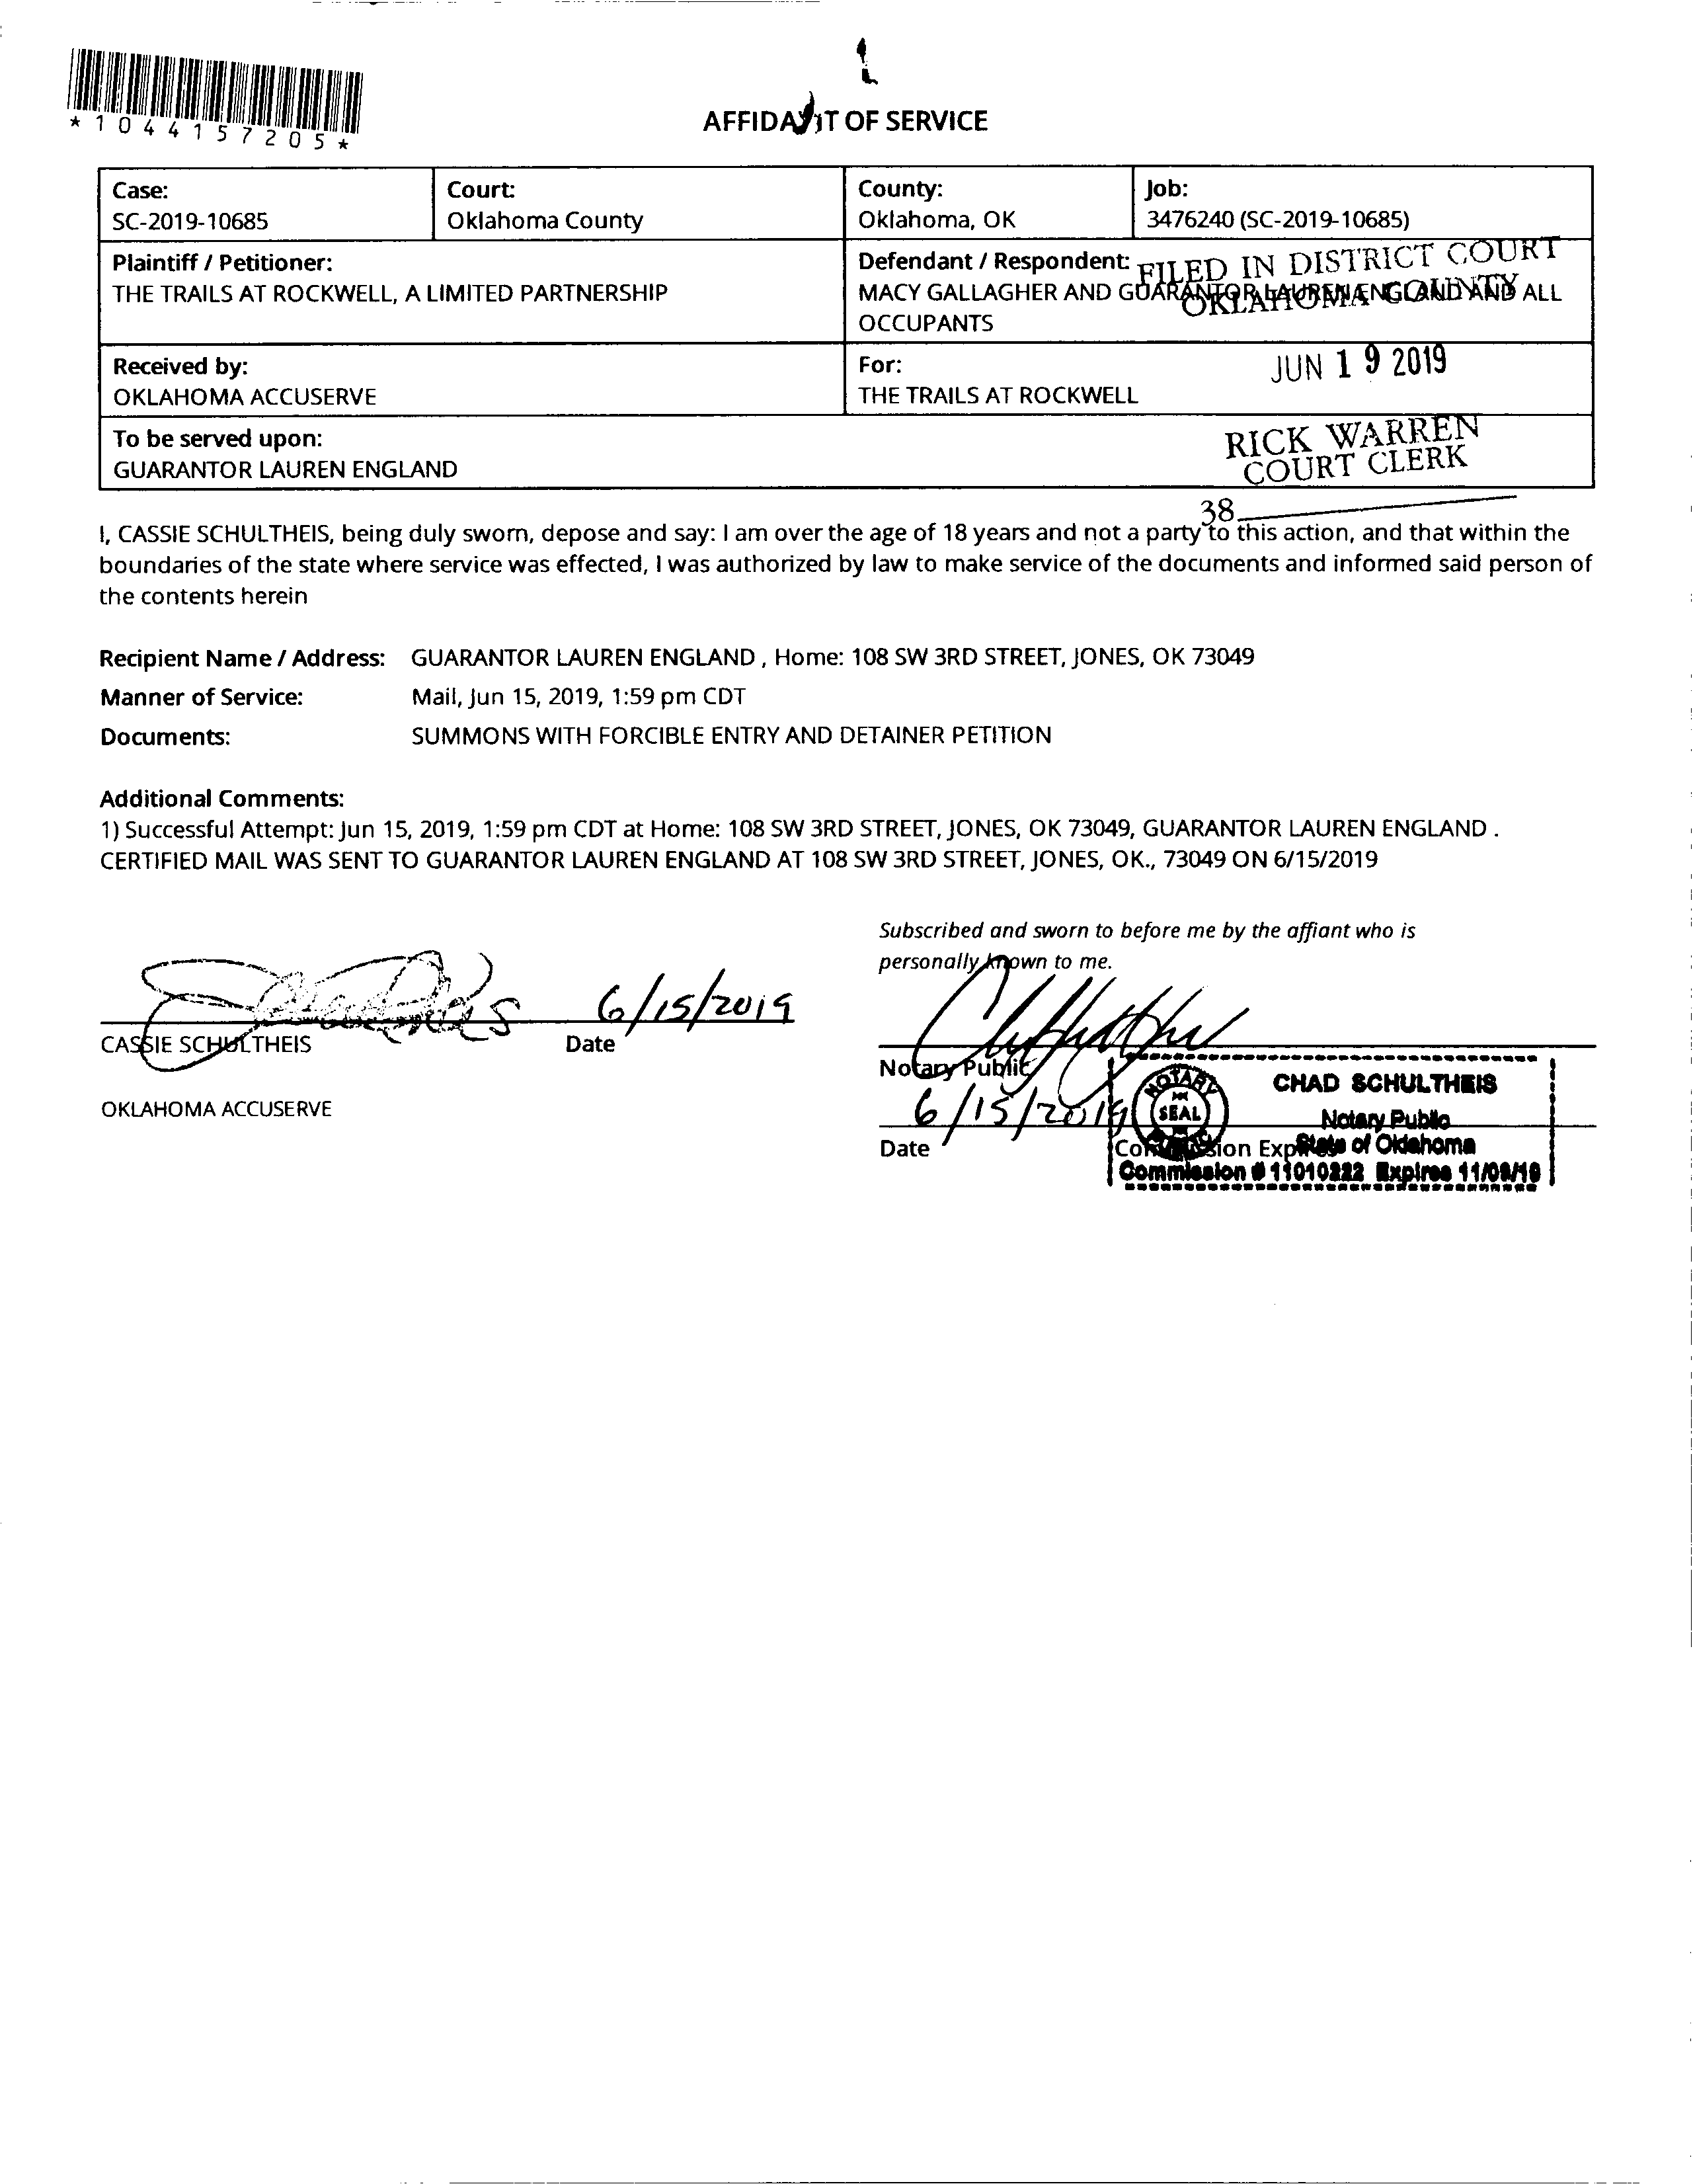 *1044157205*
AFFIDAVIT OF SERVICE
Case:
SC-2019-10685
Court:
Oklahoma County
County:
Oklahoma, OK
Job:
3476240 (SC-2019-10685)
Plaintiff / Petitioner:
THE TRAILS AT ROCKWELL, A LIMITED PARTNERSHIP
Defendant / Respondent:
MACY GALLAGHER AND GUARANTOR LAUREN ENGLAND AND ALL
OCCUPANTS
FILED IN DISTRICT COURT
OKLAHOMA COUNTY
Received by:
OKLAHOMA ACCUSERVE
For:
THE TRAILS AT ROCKWELL
JUN 19 2019
To be served upon:
GUARANTOR LAUREN ENGLAND
RICK WARREN
COURT CLERK
38
I, CASSIE SCHULTHEIS, being duly sworn, depose and say: I am over the age of 18 years and not a party to this action, and that within the
boundaries of the state where service was effected, I was authorized by law to make service of the documents and informed said person of
the contents herein
Recipient Name / Address: GUARANTOR LAUREN ENGLAND , Home: 108 SW 3RD STREET, JONES, OK 73049
Manner of Service: Mail, Jun 15, 2019, 1:59 pm CDT
Documents: SUMMONS WITH FORCIBLE ENTRY AND DETAINER PETITION
Additional Comments:
1) Successful Attempt: Jun 15, 2019, 1:59 pm CDT at Home: 108 SW 3RD STREET, JONES, OK 73049, GUARANTOR LAUREN ENGLAND .
CERTIFIED MAIL WAS SENT TO GUARANTOR LAUREN ENGLAND AT 108 SW 3RD STREET, JONES, OK., 73049 ON 6/15/2019
6/15/2019
CASSIE SCHULTHEIS Date
OKLAHOMA ACCUSERVE
Subscribed and sworn to before me by the affiant who is
personally known to me.
Notary Public
6/15/2019
Date Commission Expires
NOTARY
SEAL
CHAD SCHULTHEIS
Notary Public
State of Oklahoma
Commission # 11010222 Expires